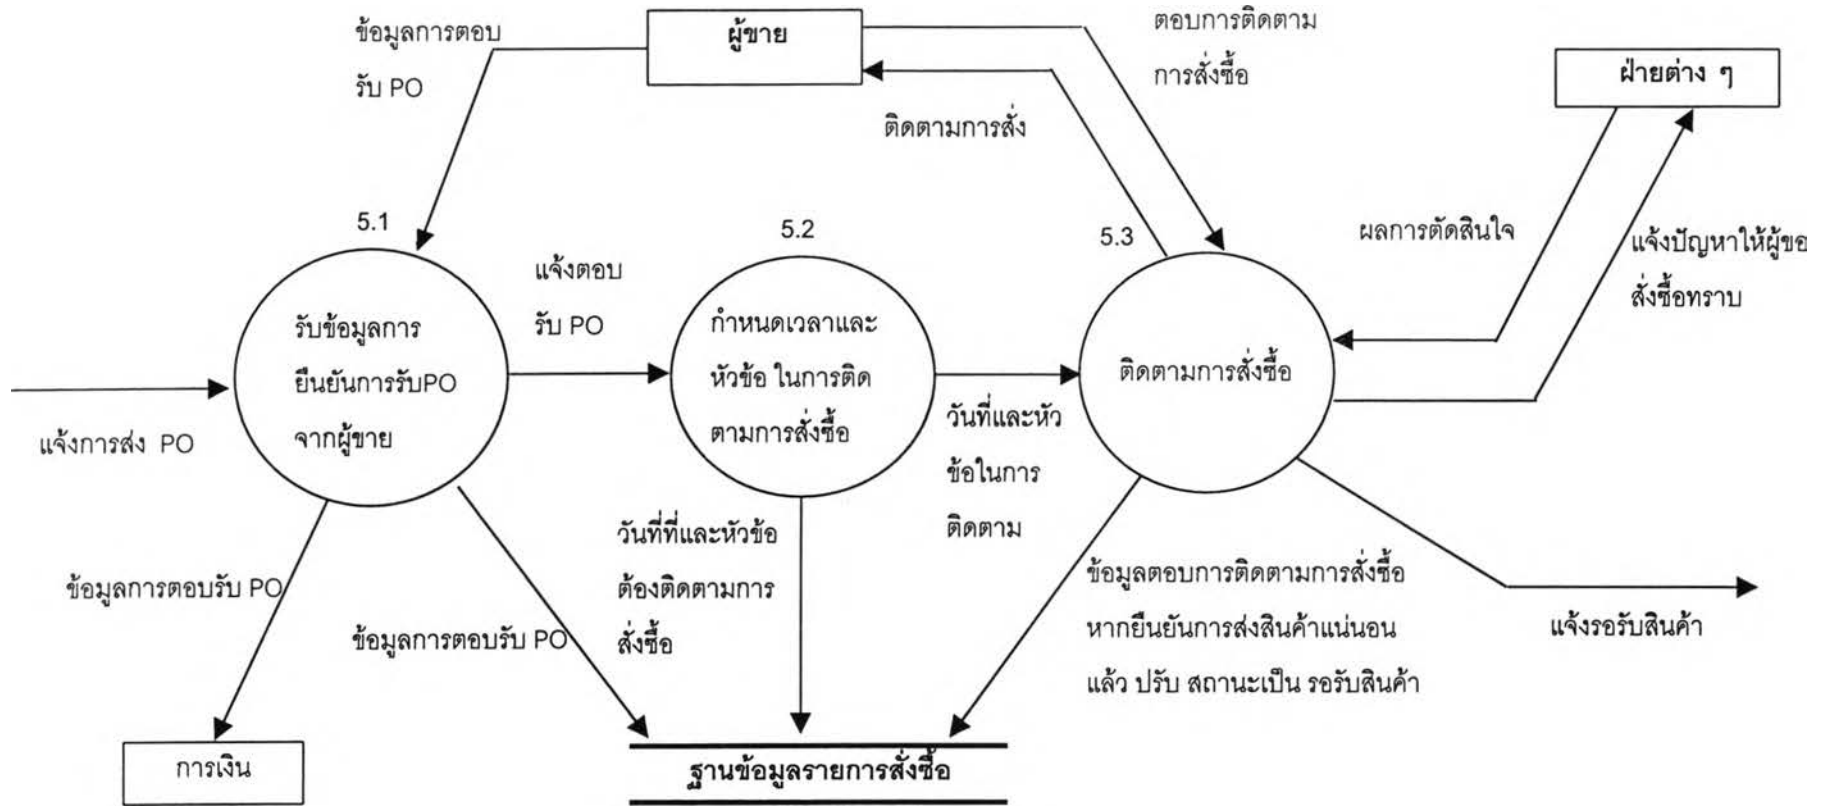 ข้อมูลการตอบ
รับ PO
ผู้ขาย
ตอบการติดตาม
การสั่งซื้อ
ฝ่ายต่าง ๆ
ติดตามการสั่ง
5.1
5.2
5.3
ผลการตัดสินใจ
แจ้งปัญหาให้ผู้ขอ
สั่งซื้อทราบ
แจ้งตอบ
รับ PO
รับข้อมูลการ
ยืนยันการรับPO
จากผู้ขาย
กำหนดเวลาและ
หัวข้อ ในการติด
ตามการสั่งซื้อ
ติดตามการสั่งซื้อ
แจ้งการส่ง PO
วันที่และหัว
ข้อในการ
ติดตาม
วันที่ที่และหัวข้อ
ต้องติดตามการ
สั่งซื้อ
ข้อมูลการตอบรับ PO
ข้อมูลการตอบรับ PO
ข้อมูลตอบการติดตามการสั่งซื้อ
หากยืนยันการส่งสินค้าแน่นอน
แล้ว ปรับ สถานะเป็น รอรับสินค้า
แจ้งรอรับสินค้า
การเงิน
ฐานข้อมูลรายการสั่งซื้อ